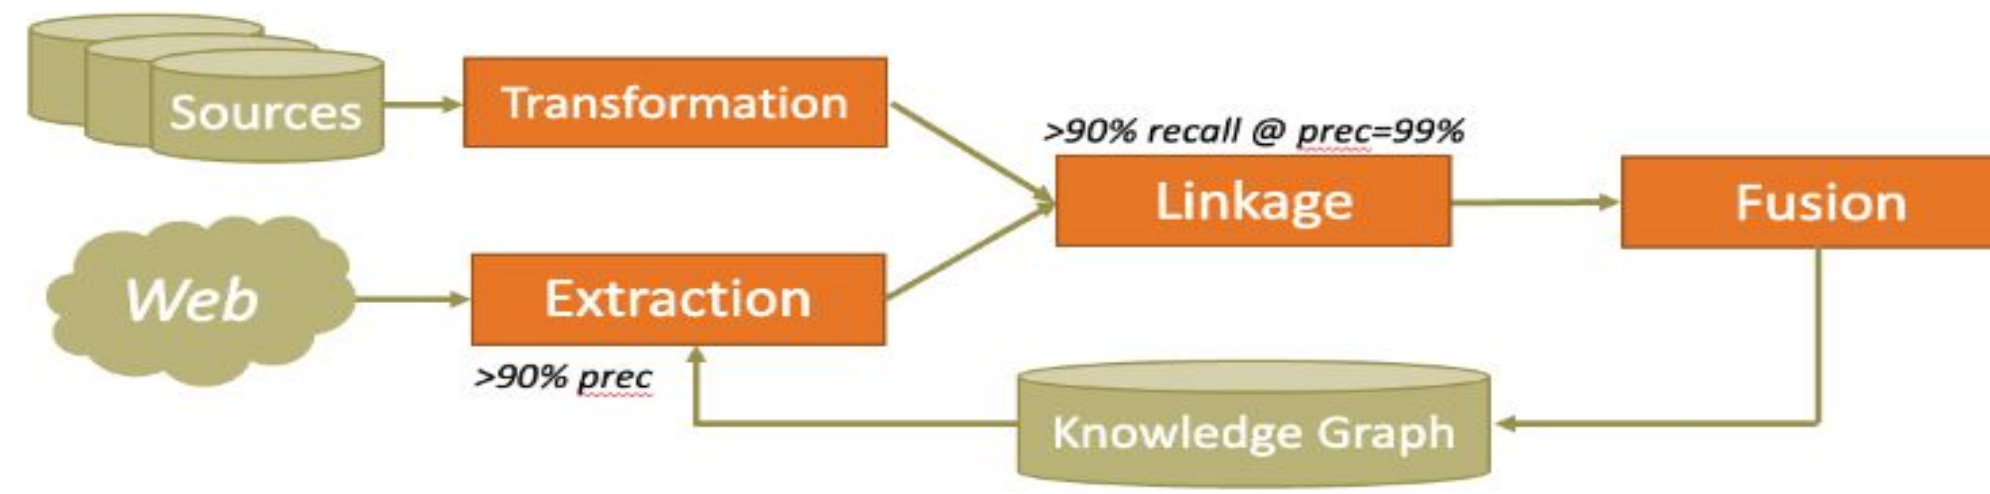 Sources
Transformation
>90% recall @ prec=99%
Linkage
Fusion
Web
Extraction
>90% prec
Knowledge Graph